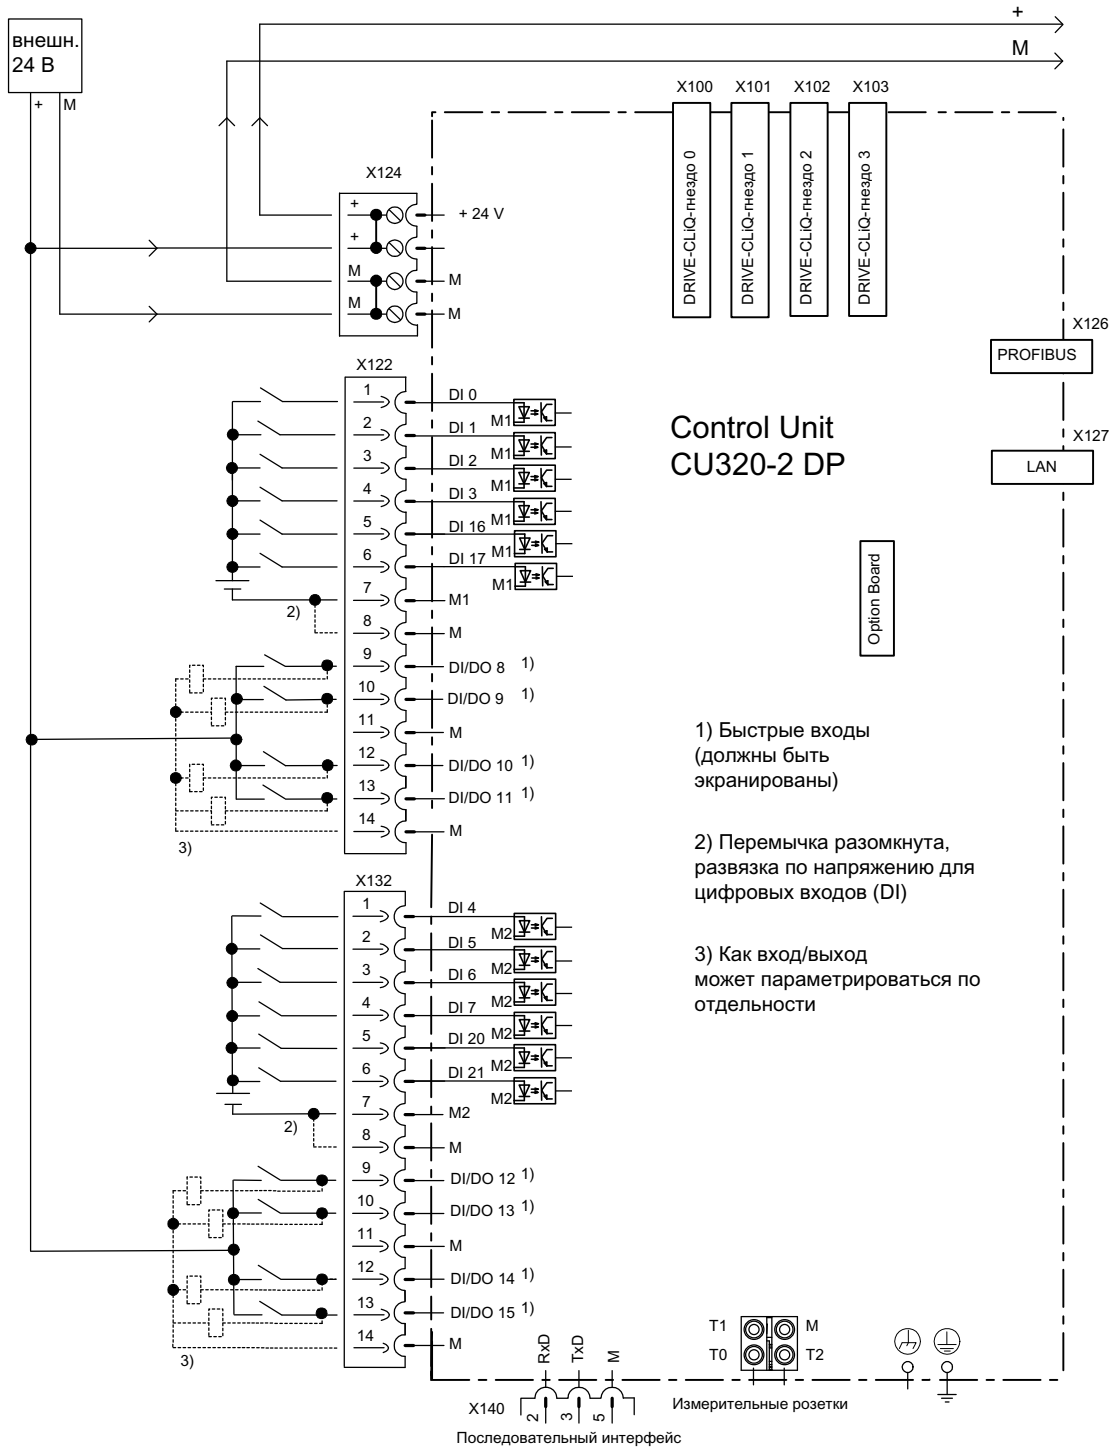 внешн.
24 В
+ M
+
M
X124
+
+
M
M
+ 24 V
M
M
X100 X101 X102 X103
DRIVE-CLiQ-гнездо 0
DRIVE-CLiQ-гнездо 1
DRIVE-CLiQ-гнездо 2
DRIVE-CLiQ-гнездо 3
X126
PROFIBUS
X127
LAN
Control Unit
CU320-2 DP
Option Board
X122
1 DI 0 M1
2 DI 1 M1
3 DI 2 M1
4 DI 3 M1
5 DI 16 M1
6 DI 17 M1
2) 7 M1
8 M
9 DI/DO 8 1)
10 DI/DO 9 1)
11 M
12 DI/DO 10 1)
13 DI/DO 11 1)
14 M
3)
1) Быстрые входы
(должны быть
экранированы)
2) Перемычка разомкнута,
развязка по напряжению для
цифровых входов (DI)
3) Как вход/выход
может параметрироваться по
отдельности
X132
1 DI 4 M2
2 DI 5 M2
3 DI 6 M2
4 DI 7 M2
5 DI 20 M2
6 DI 21 M2
2) 7 M2
8 M
9 DI/DO 12 1)
10 DI/DO 13 1)
11 M
12 DI/DO 14 1)
13 DI/DO 15 1)
14 M
3)
RxD TxD M
X140 2 3 5
Последовательный интерфейс
T1 M
T0 T2
Измерительные розетки